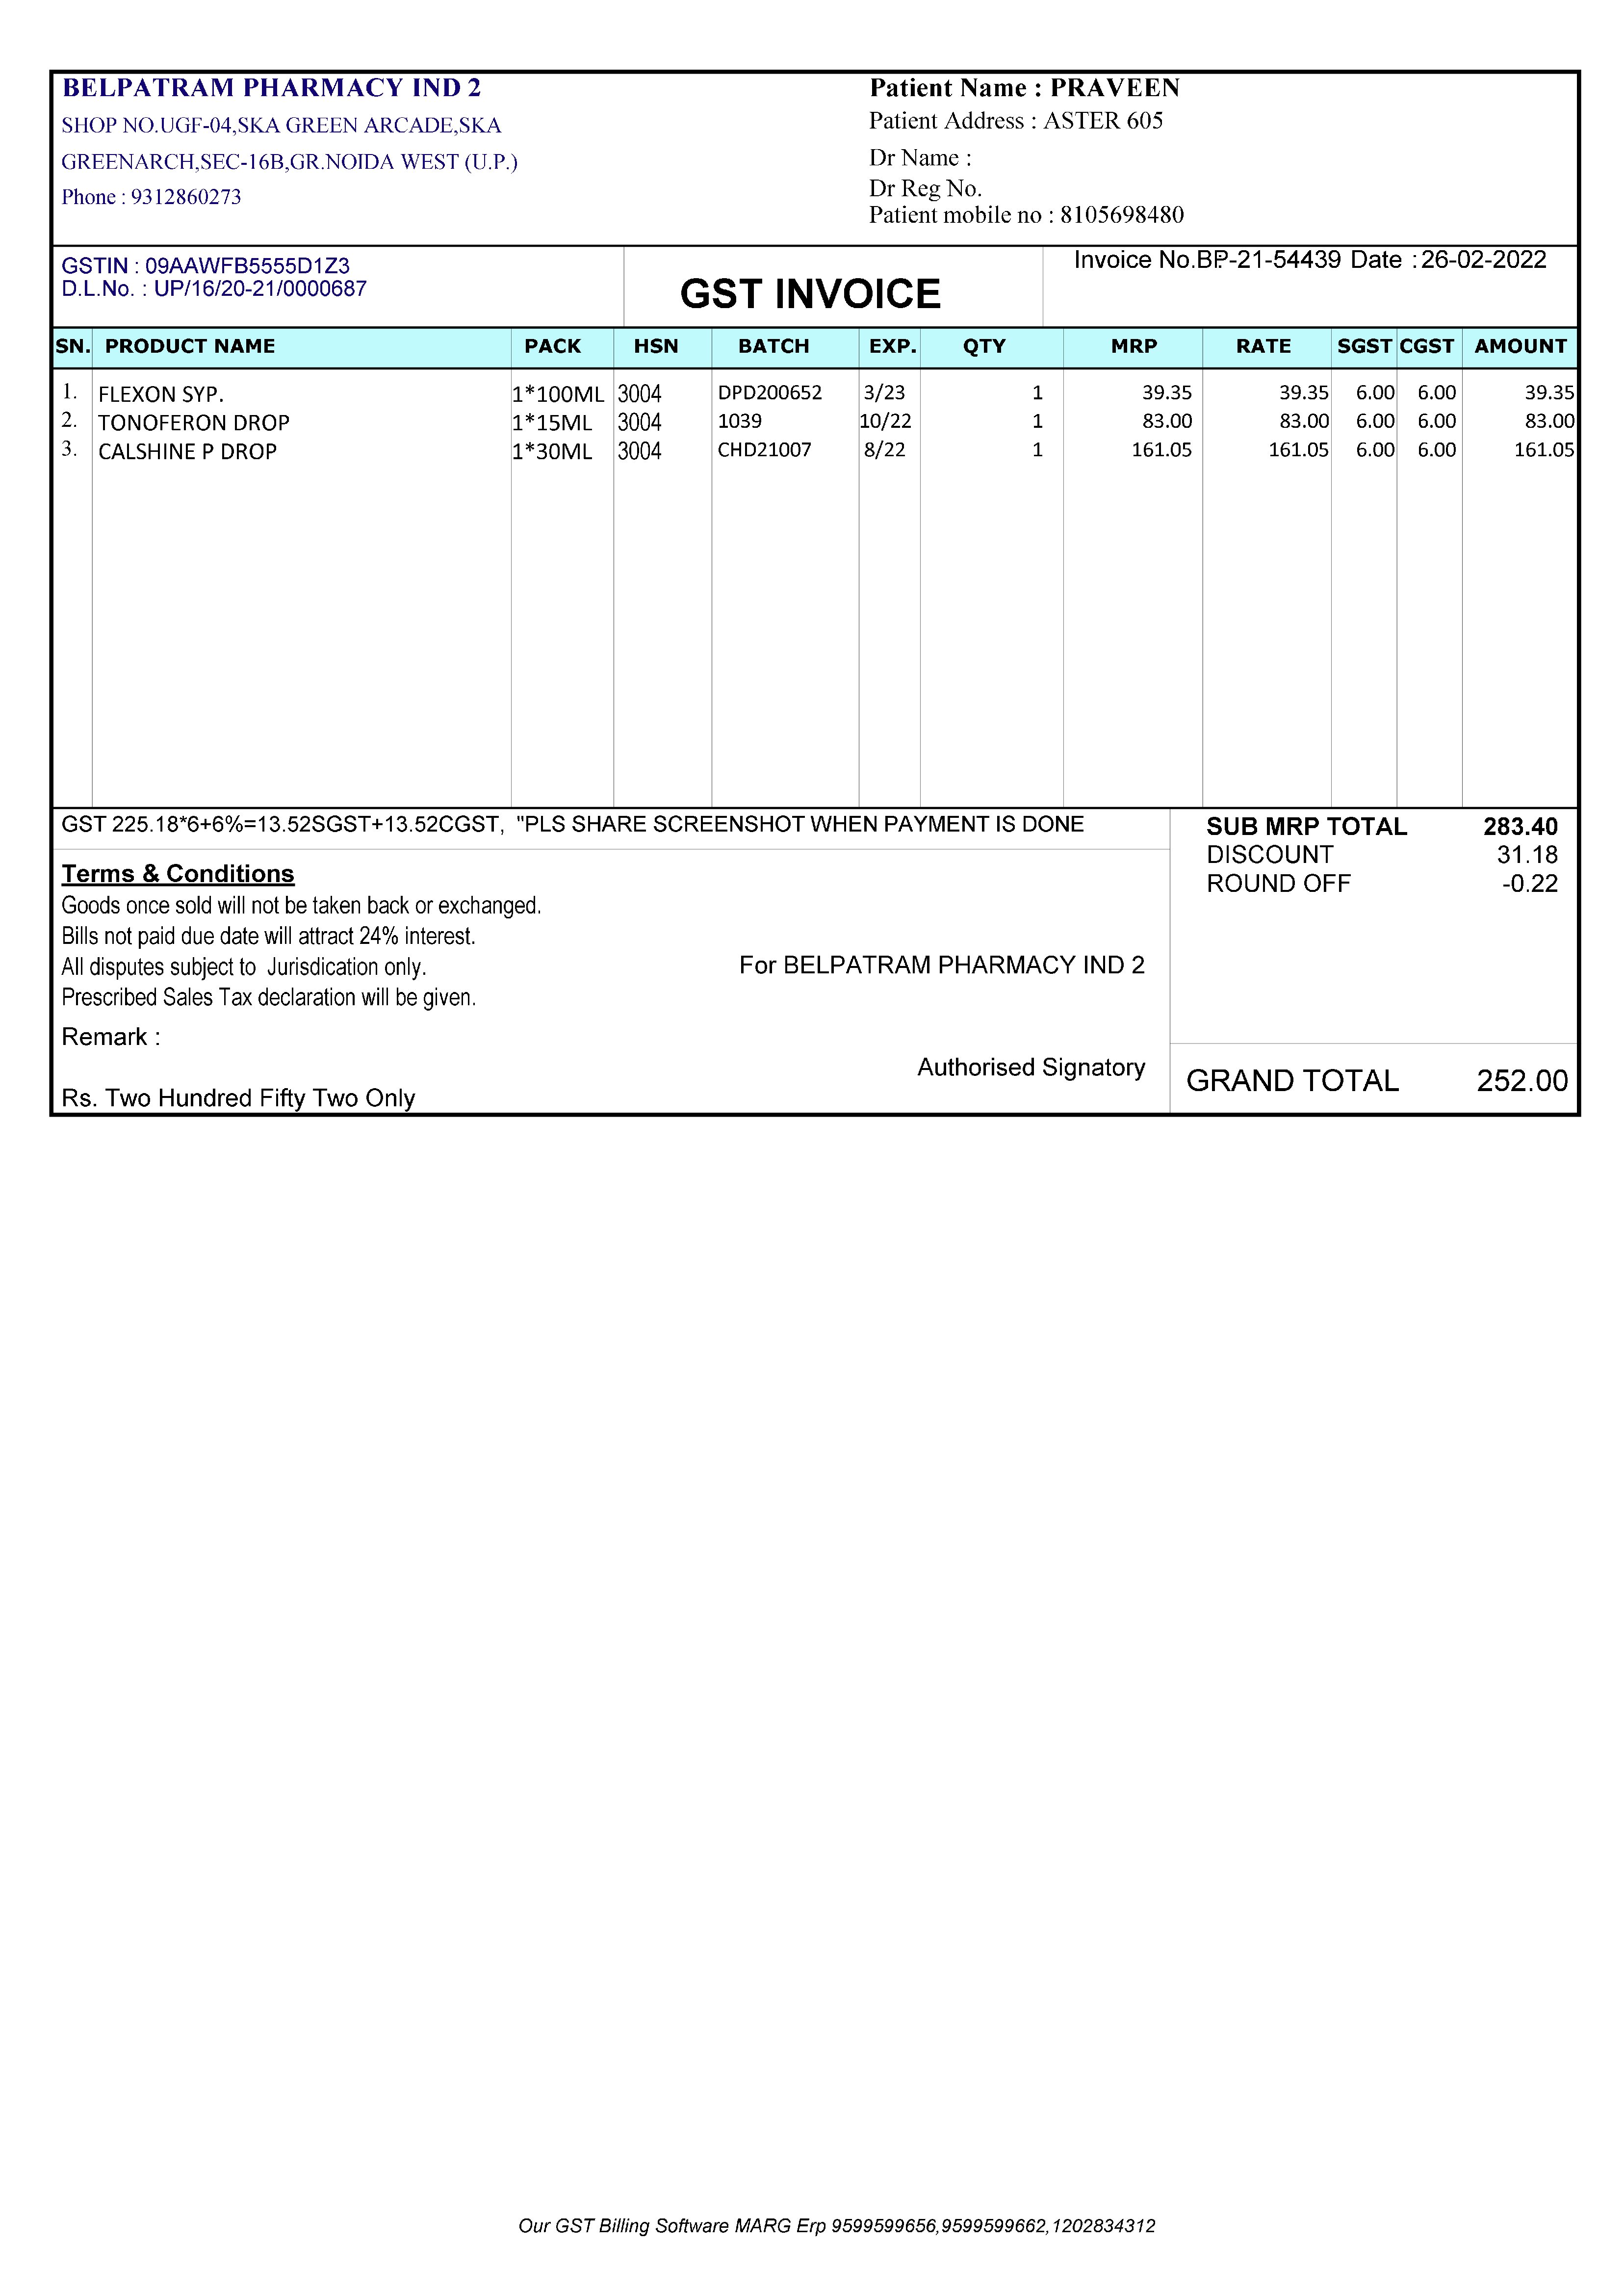 BELPATRAM PHARMACY IND 2
SHOP NO.UGF-04,SKA GREEN ARCADE,SKA
GREENARCH,SEC-16B,GR.NOIDA WEST (U.P.)
Phone : 9312860273
Patient Name : PRAVEEN
Patient Address : ASTER 605
Dr Name :
Dr Reg No.
Patient mobile no : 8105698480
GSTIN : 09AAWFB5555D1Z3
D.L.No. : UP/16/20-21/0000687
GST INVOICE
Invoice No.BP-21-54439 Date : 26-02-2022
SN. PRODUCT NAME PACK HSN BATCH EXP. QTY MRP RATE SGST CGST AMOUNT
1. FLEXON SYP. 1*100ML 3004 DPD200652 3/23 1 39.35 39.35 6.00 6.00 39.35
2. TONOFERON DROP 1*15ML 3004 1039 10/22 1 83.00 83.00 6.00 6.00 83.00
3. CALSHINE P DROP 1*30ML 3004 CHD21007 8/22 1 161.05 161.05 6.00 6.00 161.05
GST 225.18*6+6%=13.52SGST+13.52CGST, "PLS SHARE SCREENSHOT WHEN PAYMENT IS DONE
Terms & Conditions
Goods once sold will not be taken back or exchanged.
Bills not paid due date will attract 24% interest.
All disputes subject to Jurisdication only.
Prescribed Sales Tax declaration will be given.
Remark :
Rs. Two Hundred Fifty Two Only
For BELPATRAM PHARMACY IND 2
Authorised Signatory
SUB MRP TOTAL 283.40
DISCOUNT 31.18
ROUND OFF -0.22
GRAND TOTAL 252.00
Our GST Billing Software MARG Erp 9599599656,9599599662,1202834312